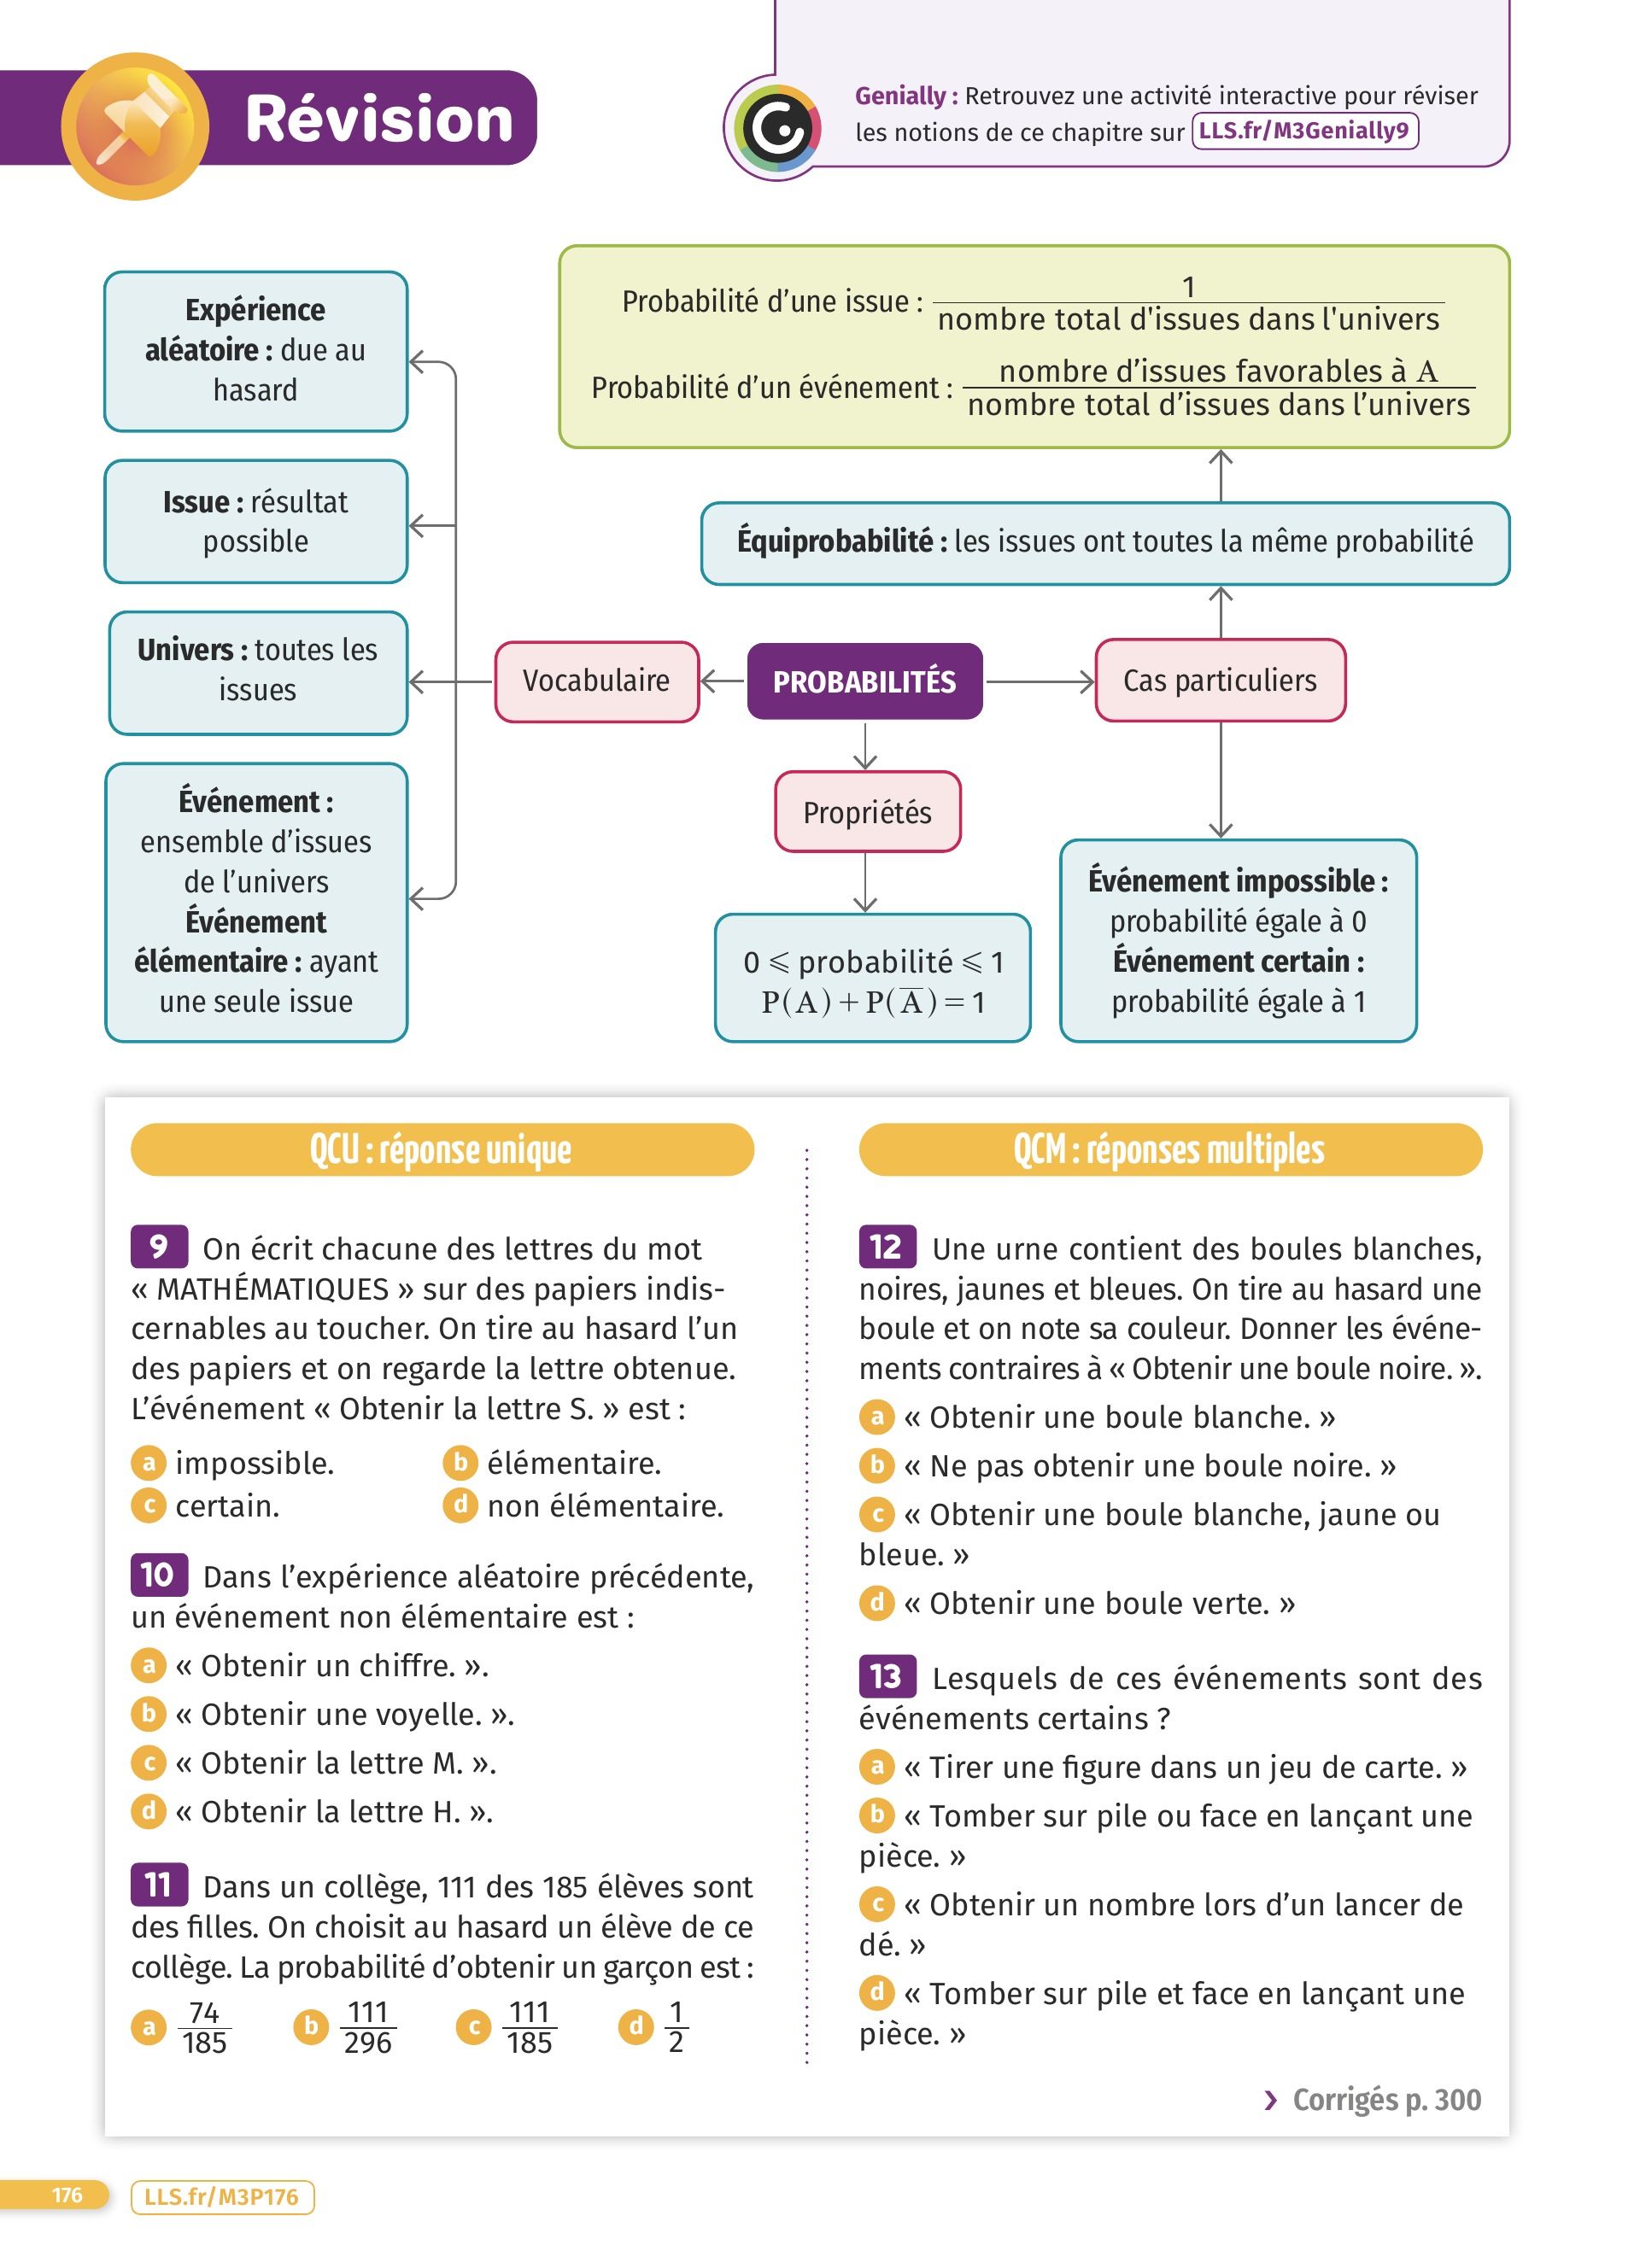 Révision
Genially : Retrouvez une activité interactive pour réviser
les notions de ce chapitre sur LLS.fr/M3Genially9
Expérience
aléatoire : due au
hasard
Issue : résultat
possible
Univers : toutes les
issues
Événement :
ensemble d’issues
de l’univers
Événement
élémentaire : ayant
une seule issue
Vocabulaire
PROBABILITÉS
Cas particuliers
Probabilité d’une issue : 1 / nombre total d'issues dans l'univers
Probabilité d’un événement : nombre d’issues favorables à A / nombre total d’issues dans l’univers
Équiprobabilité : les issues ont toutes la même probabilité
Propriétés
0 ⩽ probabilité ⩽ 1
P(A) + P(A̅) = 1
Événement impossible :
probabilité égale à 0
Événement certain :
probabilité égale à 1
QCU : réponse unique
9 On écrit chacune des lettres du mot
« MATHÉMATIQUES » sur des papiers indis-
cernables au toucher. On tire au hasard l’un
des papiers et on regarde la lettre obtenue.
L’événement « Obtenir la lettre S. » est :
a impossible. b élémentaire.
c certain. d non élémentaire.
10 Dans l’expérience aléatoire précédente,
un événement non élémentaire est :
a « Obtenir un chiffre. ».
b « Obtenir une voyelle. ».
c « Obtenir la lettre M. ».
d « Obtenir la lettre H. ».
11 Dans un collège, 111 des 185 élèves sont
des filles. On choisit au hasard un élève de ce
collège. La probabilité d’obtenir un garçon est :
a 74/185 b 111/296 c 111/185 d 1/2
QCM : réponses multiples
12 Une urne contient des boules blanches,
noires, jaunes et bleues. On tire au hasard une
boule et on note sa couleur. Donner les événe-
ments contraires à « Obtenir une boule noire. ».
a « Obtenir une boule blanche. »
b « Ne pas obtenir une boule noire. »
c « Obtenir une boule blanche, jaune ou
bleue. »
d « Obtenir une boule verte. »
13 Lesquels de ces événements sont des
événements certains ?
a « Tirer une figure dans un jeu de carte. »
b « Tomber sur pile ou face en lançant une
pièce. »
c « Obtenir un nombre lors d’un lancer de
dé. »
d « Tomber sur pile et face en lançant une
pièce. »
› Corrigés p. 300
176
LLS.fr/M3P176